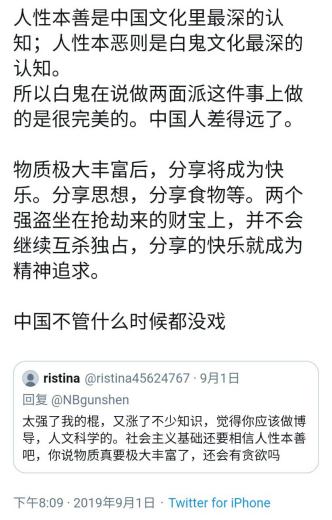 人性本善是中国文化里最深的认
知；人性本恶则是白鬼文化最深的
认知。
所以白鬼在说做两面派这件事上做
的是很完美的。中国人差得远了。
物质极大丰富后，分享将成为快
乐。分享思想，分享食物等。两个
强盗坐在抢劫来的财宝上，并不会
继续互杀独占，分享的快乐就成为
精神追求。
中国不管什么时候都没戏
ristina @ristina45624767 · 9月1日
回复 @NBgunshen
太强了我的棍，又涨了不少知识，觉得你应该做博
导，人文科学的。社会主义基础还要相信人性本善
吧，你说物质真要极大丰富了，还会有贪欲吗
下午8:09 · 2019年9月1日 · Twitter for iPhone